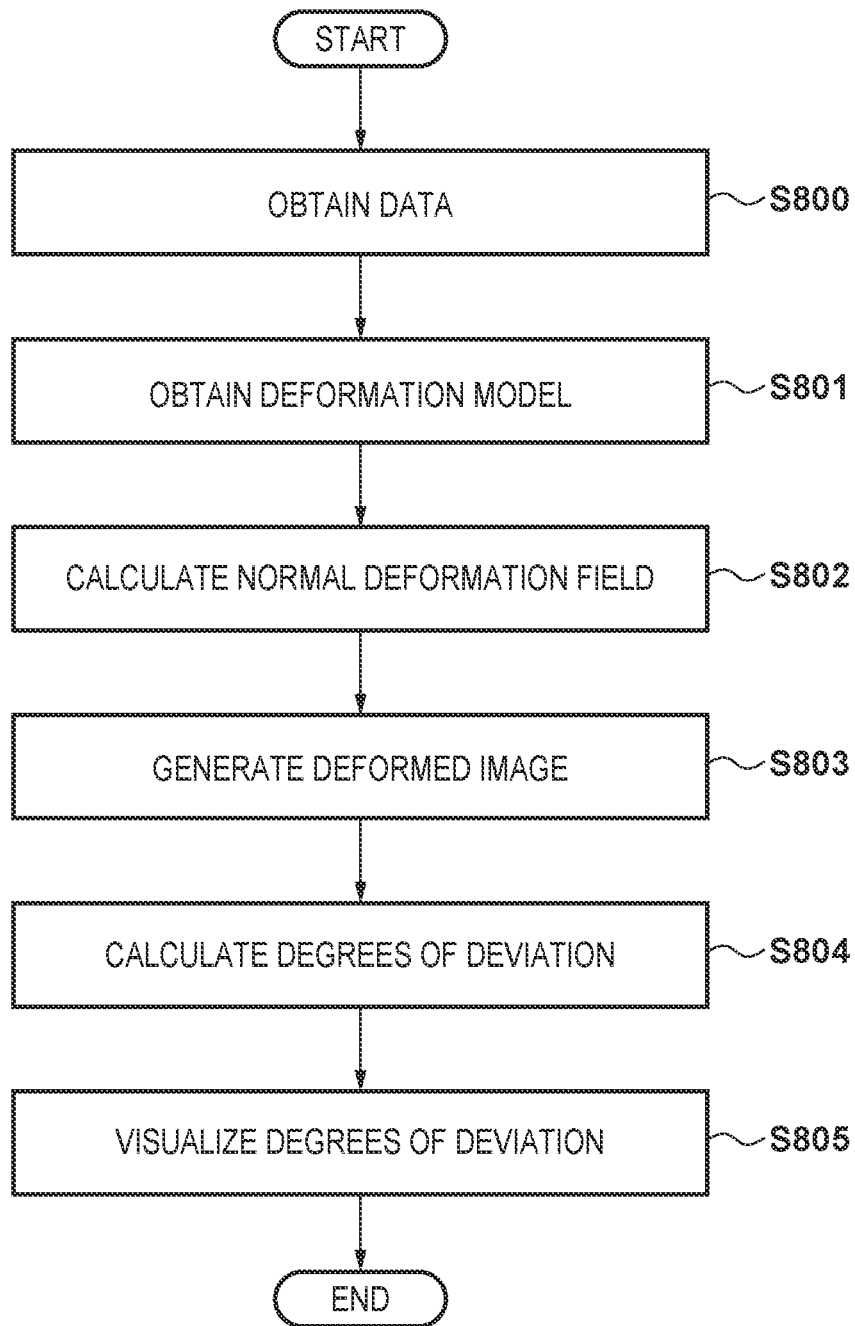 START
OBTAIN DATA
S800
OBTAIN DEFORMATION MODEL
S801
CALCULATE NORMAL DEFORMATION FIELD
S802
GENERATE DEFORMED IMAGE
S803
CALCULATE DEGREES OF DEVIATION
S804
VISUALIZE DEGREES OF DEVIATION
S805
END